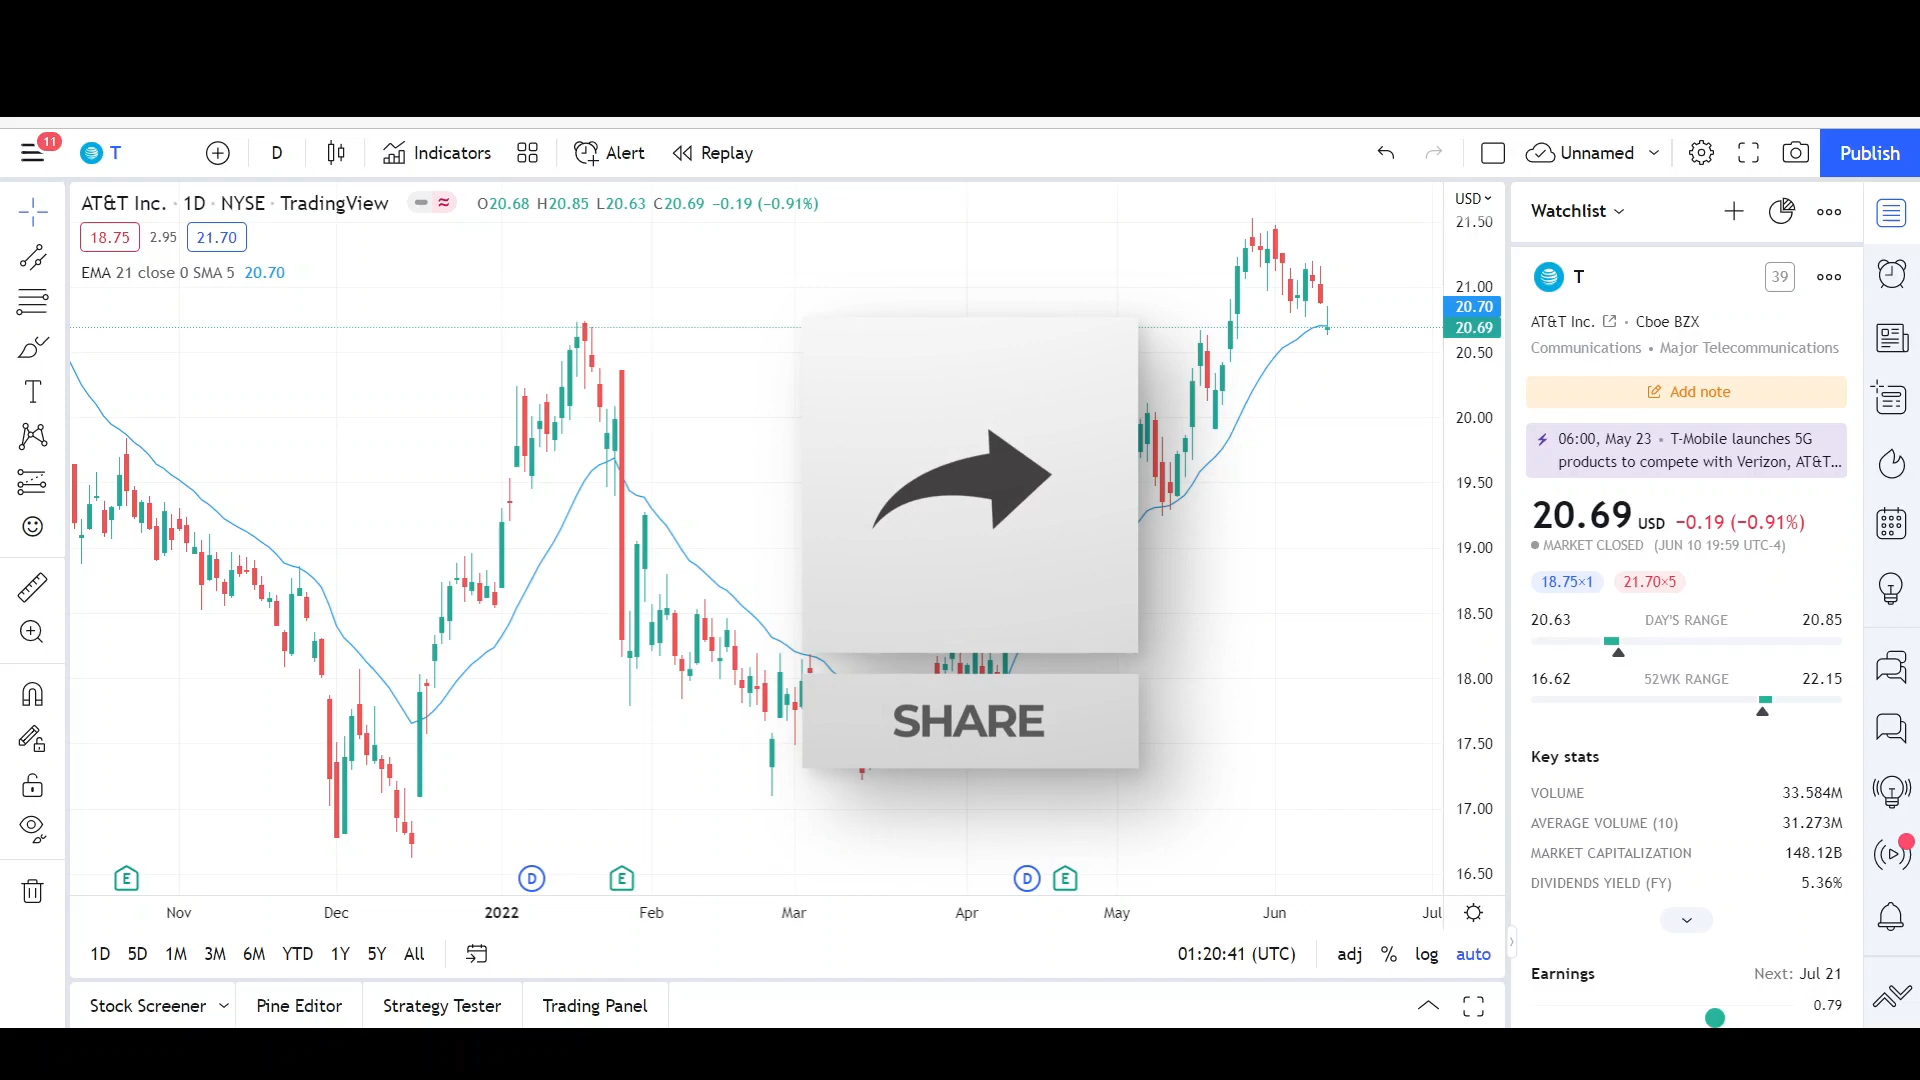 11
T
D
Indicators
Alert
Replay
Unnamed
Publish
AT&T Inc. · 1D · NYSE · TradingView
O20.68 H20.85 L20.63 C20.69 −0.19 (−0.91%)
18.75 2.95 21.70
EMA 21 close 0 SMA 5 20.70
USD
21.50
21.00
20.70
20.69
20.50
20.00
19.50
19.00
18.50
18.00
17.50
17.00
16.50
SHARE
E
D
E
D
E
Nov
Dec
2022
Feb
Mar
Apr
May
Jun
Jul
1D 5D 1M 3M 6M YTD 1Y 5Y All
01:20:41 (UTC)
adj % log auto
Stock Screener
Pine Editor
Strategy Tester
Trading Panel
Watchlist
T
39
AT&T Inc. • Cboe BZX
Communications • Major Telecommunications
Add note
06:00, May 23 • T-Mobile launches 5G
products to compete with Verizon, AT&T...
20.69 USD −0.19 (−0.91%)
MARKET CLOSED (JUN 10 19:59 UTC-4)
18.75×1 21.70×5
20.63 DAY'S RANGE 20.85
16.62 52WK RANGE 22.15
Key stats
VOLUME 33.584M
AVERAGE VOLUME (10) 31.273M
MARKET CAPITALIZATION 148.12B
DIVIDENDS YIELD (FY) 5.36%
Earnings Next: Jul 21
0.79